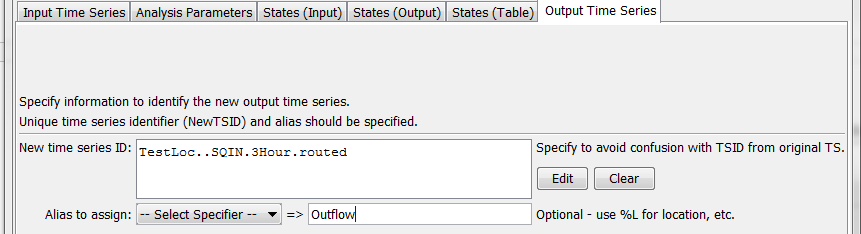 Input Time Series Analysis Parameters States (Input) States (Output) States (Table) Output Time Series
Specify information to identify the new output time series.
Unique time series identifier (NewTSID) and alias should be specified.
New time series ID: TestLoc..SQIN.3Hour.routed Specify to avoid confusion with TSID from original TS.
Edit Clear
Alias to assign: -- Select Specifier -- => Outflow Optional - use %L for location, etc.